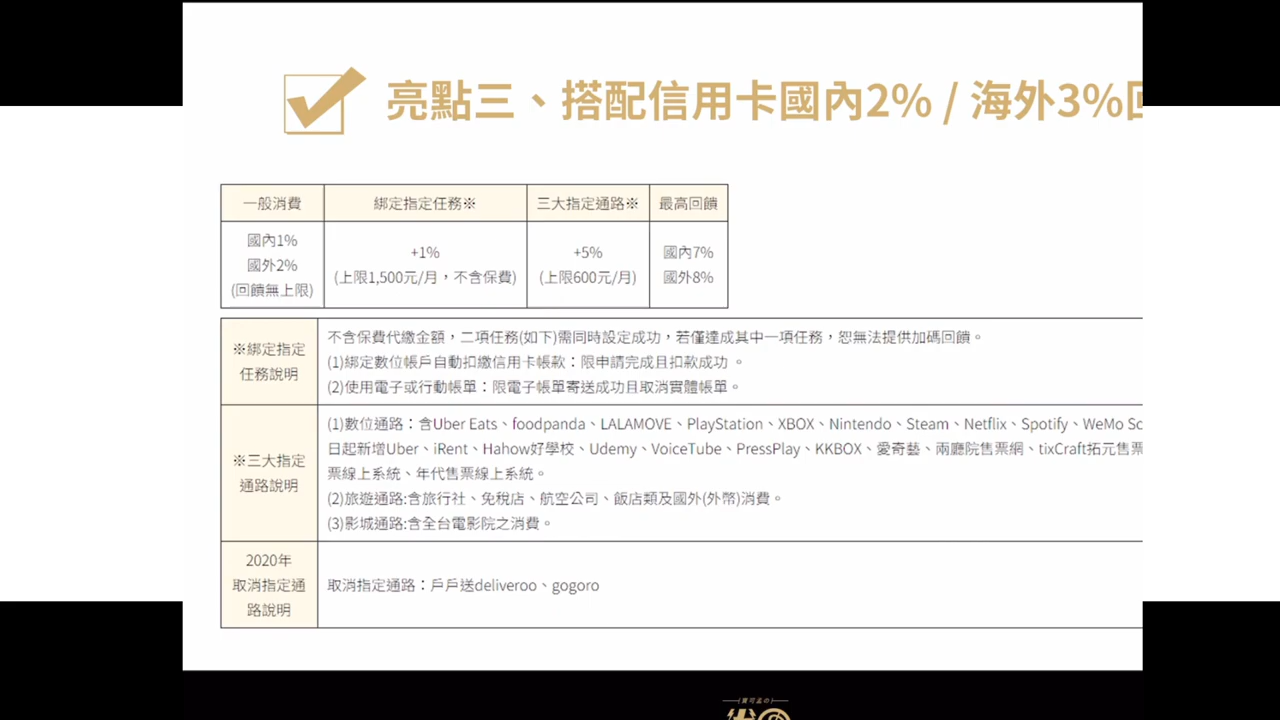 亮點三、搭配信用卡國內2% / 海外3%
一般消費 綁定指定任務※ 三大指定通路※ 最高回饋
國內1%
國外2%
(回饋無上限)
+1%
(上限1,500元/月，不含保費)
+5%
(上限600元/月)
國內7%
國外8%
※綁定指定
任務說明
不含保費代繳金額，二項任務(如下)需同時設定成功，若僅達成其中一項任務，恕無法提供加碼回饋。
(1)綁定數位帳戶自動扣繳信用卡帳款：限申請完成且扣款成功 。
(2)使用電子或行動帳單：限電子帳單寄送成功且取消實體帳單。
※三大指定
通路說明
(1)數位通路：含Uber Eats、foodpanda、LALAMOVE、PlayStation、XBOX、Nintendo、Steam、Netflix、Spotify、WeMo Sc
日起新增Uber、iRent、Hahow好學校、Udemy、VoiceTube、PressPlay、KKBOX、愛奇藝、兩廳院售票網、tixCraft拓元售票
票線上系統、年代售票線上系統。
(2)旅遊通路:含旅行社、免稅店、航空公司、飯店類及國外(外幣)消費。
(3)影城通路:含全台電影院之消費。
2020年
取消指定通
路說明
取消指定通路：戶戶送deliveroo、gogoro